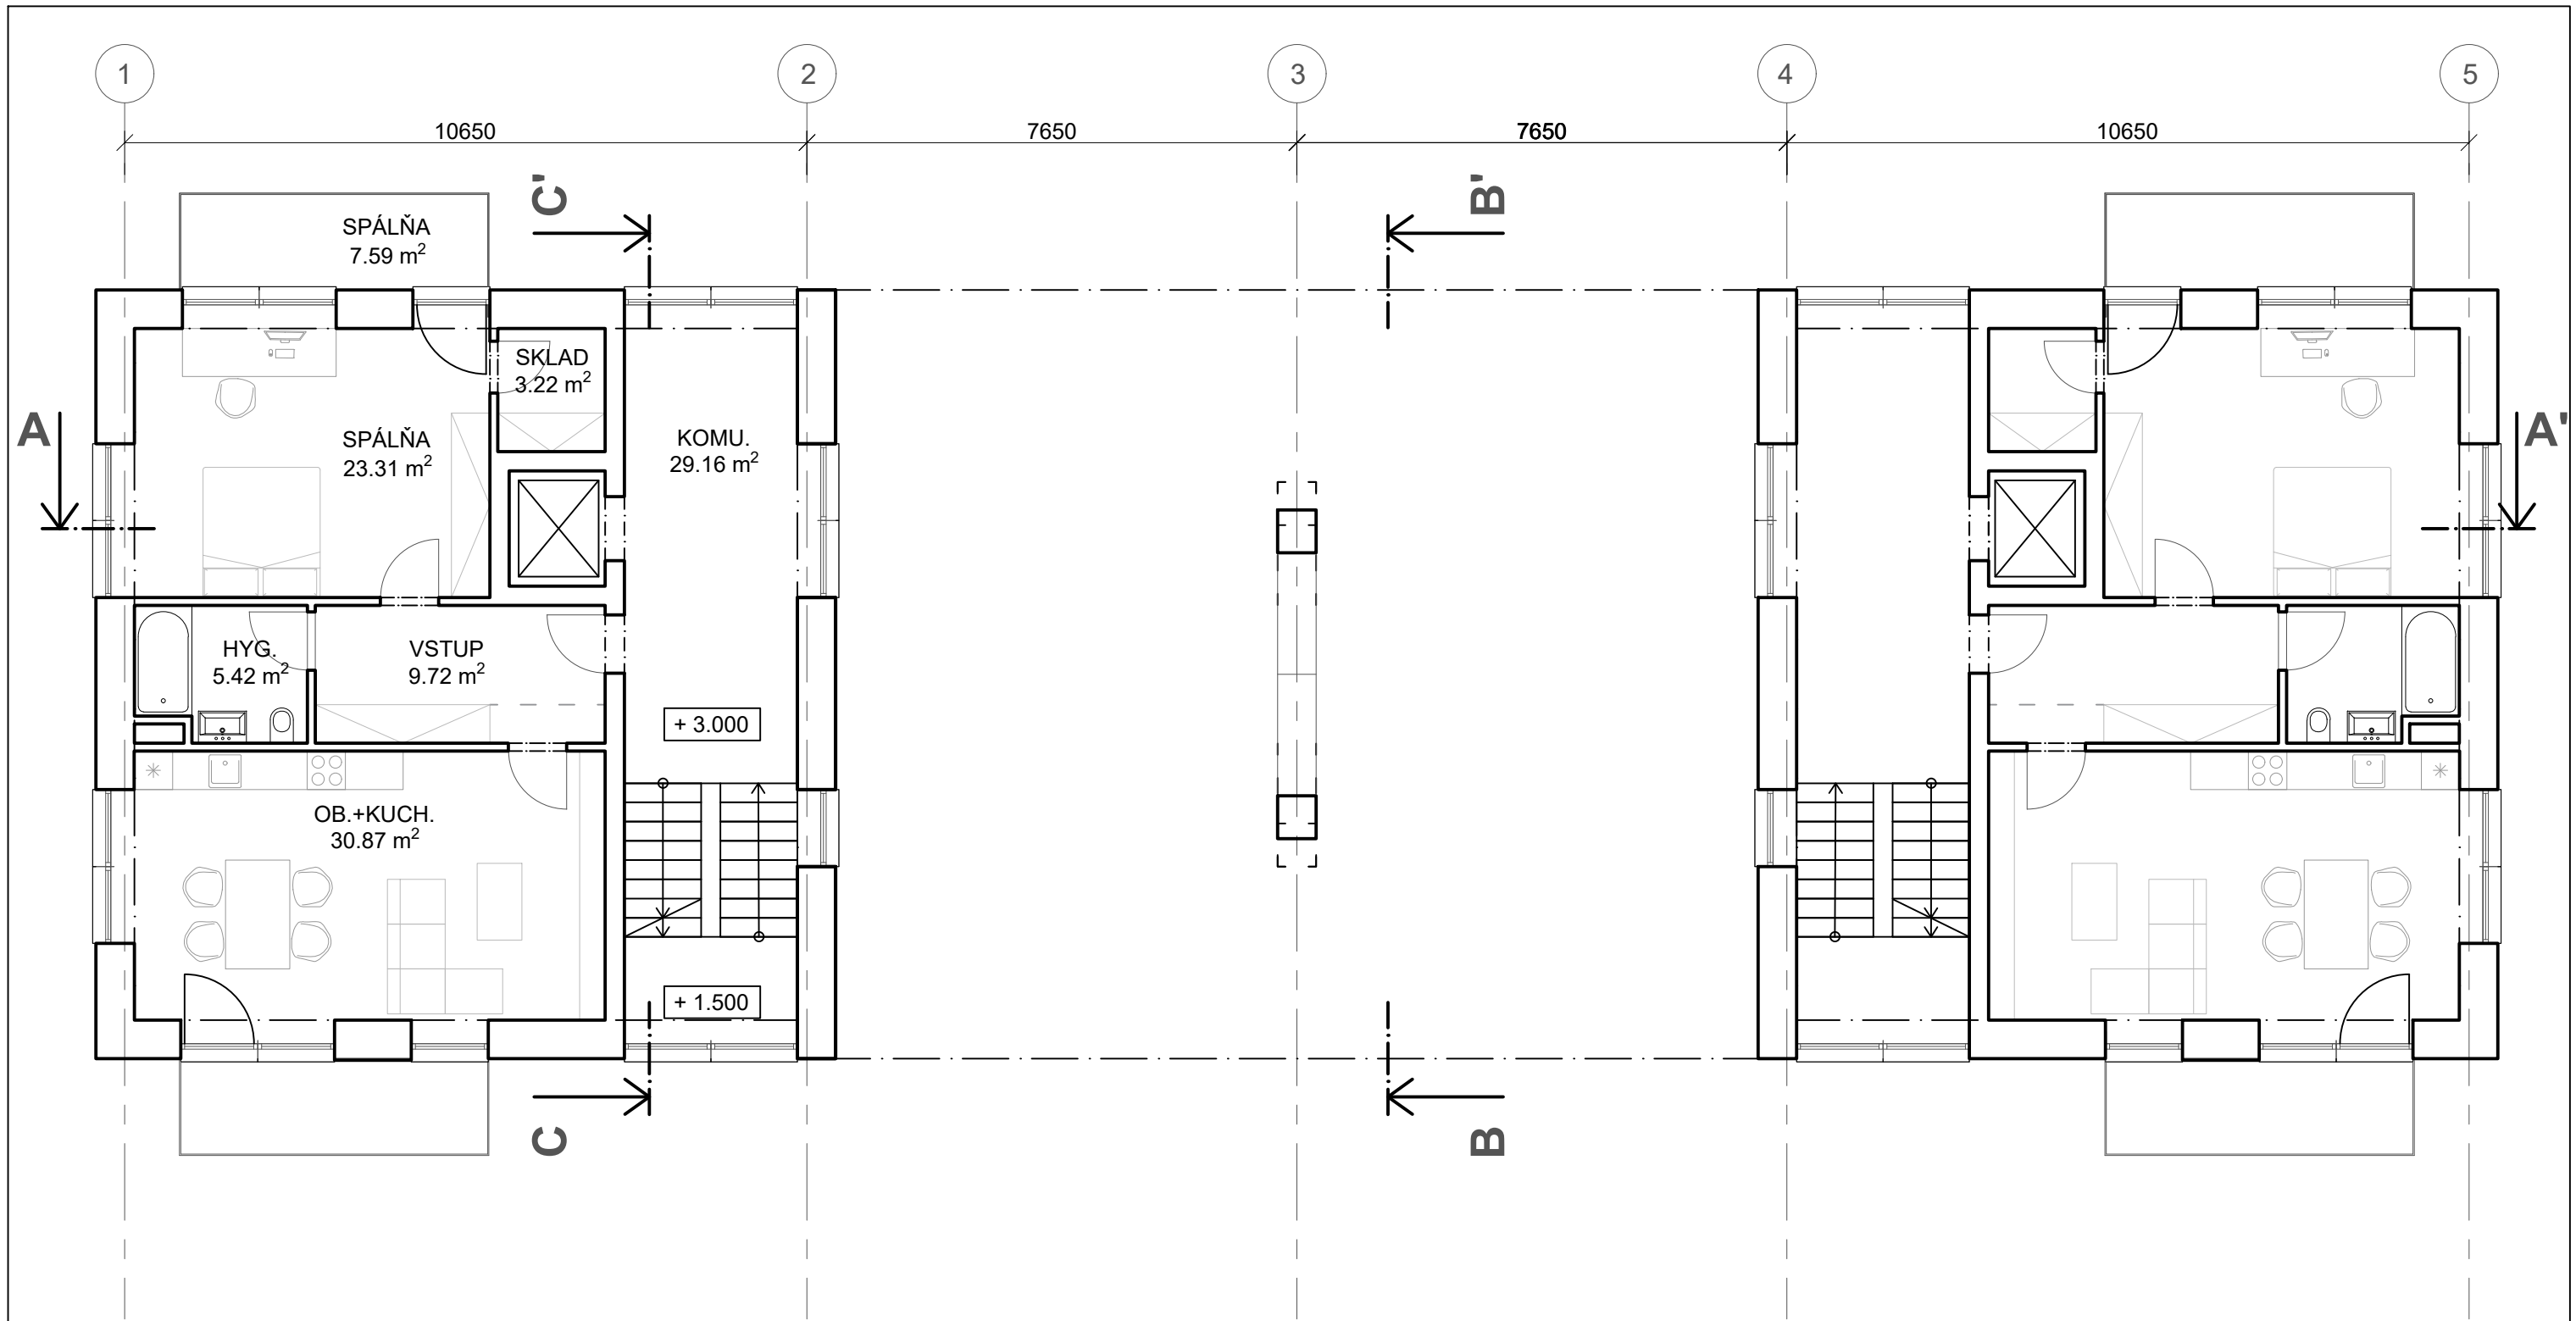 1
2
3
4
5
10650
7650
7650
10650
C'
B'
SPÁLŇA
7.59 m²
SKLAD
3.22 m²
A
SPÁLŇA
23.31 m²
KOMU.
29.16 m²
A'
HYG.
5.42 m²
VSTUP
9.72 m²
+ 3.000
OB.+KUCH.
30.87 m²
+ 1.500
C
B